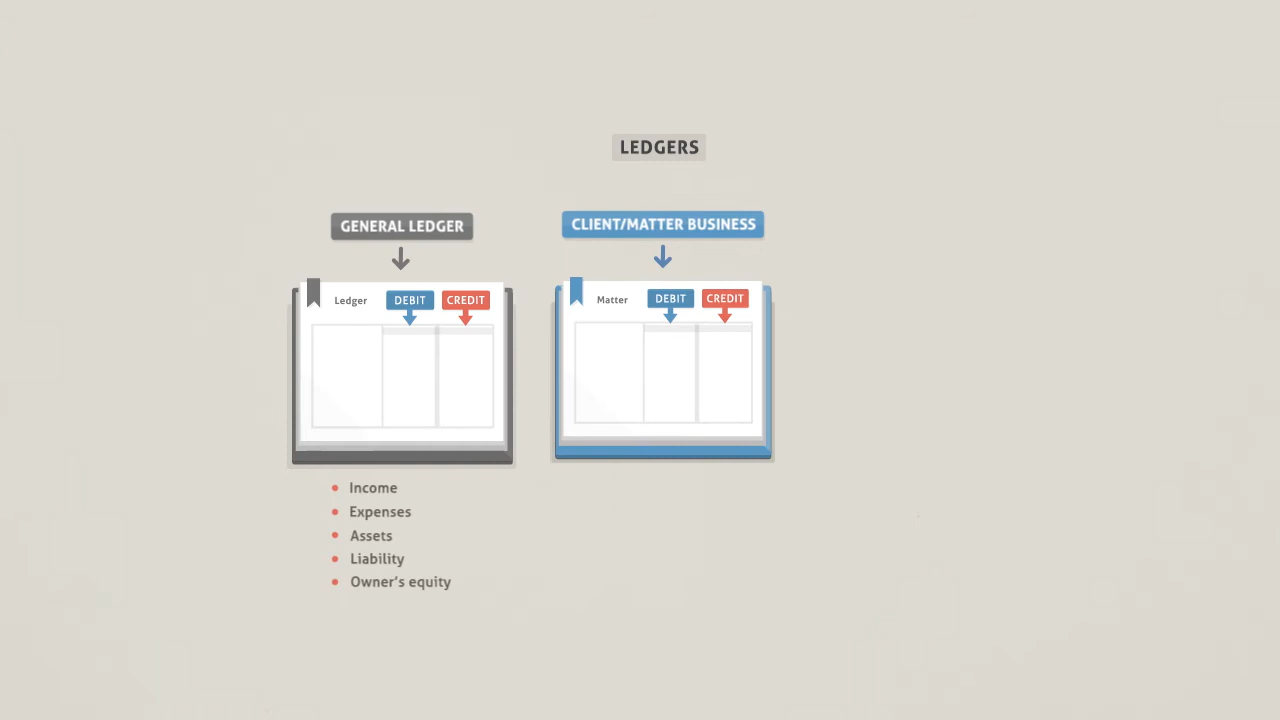 LEDGERS
GENERAL LEDGER
CLIENT/MATTER BUSINESS
Ledger DEBIT CREDIT
Matter DEBIT CREDIT
• Income
• Expenses
• Assets
• Liability
• Owner's equity